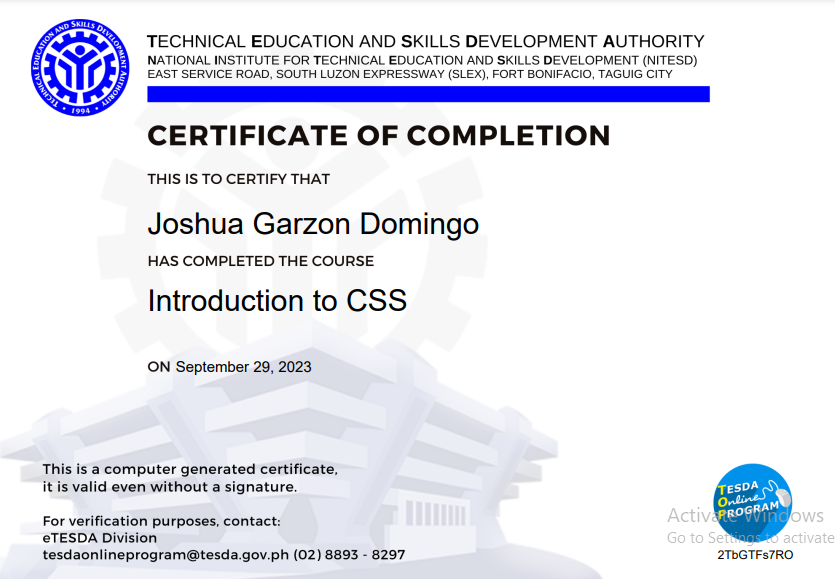 TECHNICAL EDUCATION AND SKILLS DEVELOPMENT AUTHORITY
• 1994 •
TECHNICAL EDUCATION AND SKILLS DEVELOPMENT AUTHORITY
NATIONAL INSTITUTE FOR TECHNICAL EDUCATION AND SKILLS DEVELOPMENT (NITESD)
EAST SERVICE ROAD, SOUTH LUZON EXPRESSWAY (SLEX), FORT BONIFACIO, TAGUIG CITY
CERTIFICATE OF COMPLETION
THIS IS TO CERTIFY THAT
Joshua Garzon Domingo
HAS COMPLETED THE COURSE
Introduction to CSS
ON September 29, 2023
This is a computer generated certificate,
it is valid even without a signature.
For verification purposes, contact:
eTESDA Division
tesdaonlineprogram@tesda.gov.ph (02) 8893 - 8297
TESDA
Online
PROGRAM
Activate Windows
Go to Settings to activate
2TbGTFs7RO